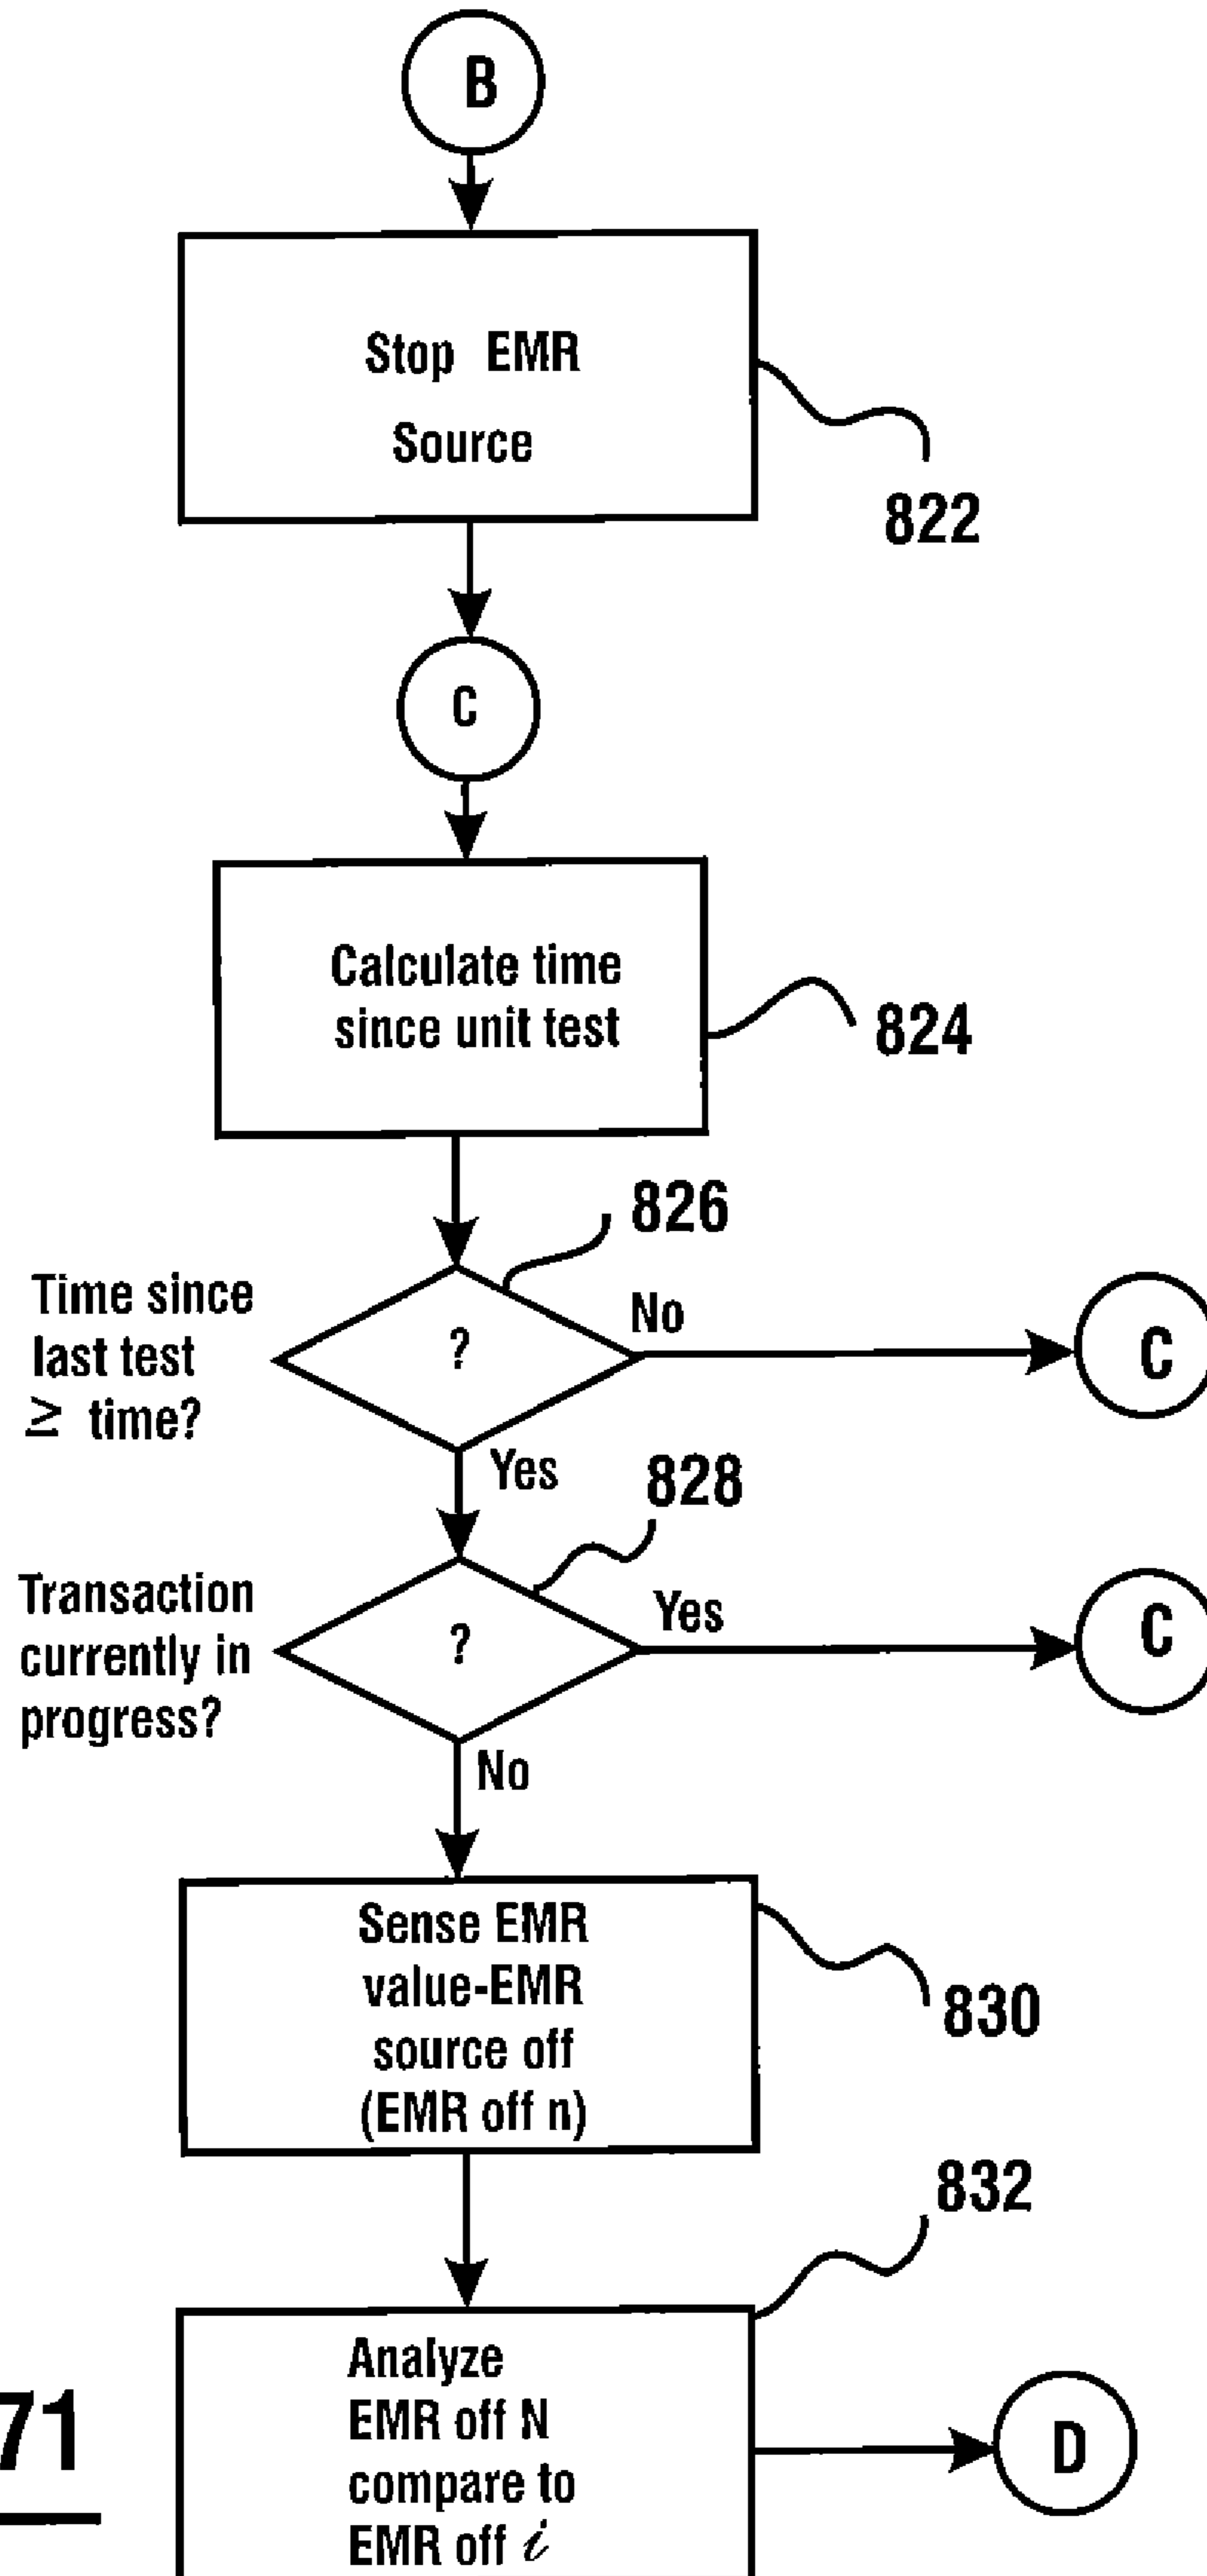 B
Stop EMR
Source
822
C
Calculate time
since unit test
824
826
Time since
last test
≥ time?
?
No
C
Yes
828
Transaction
currently in
progress?
?
Yes
C
No
Sense EMR
value-EMR
source off
(EMR off n)
830
832
Analyze
EMR off N
compare to
EMR off i
D
71